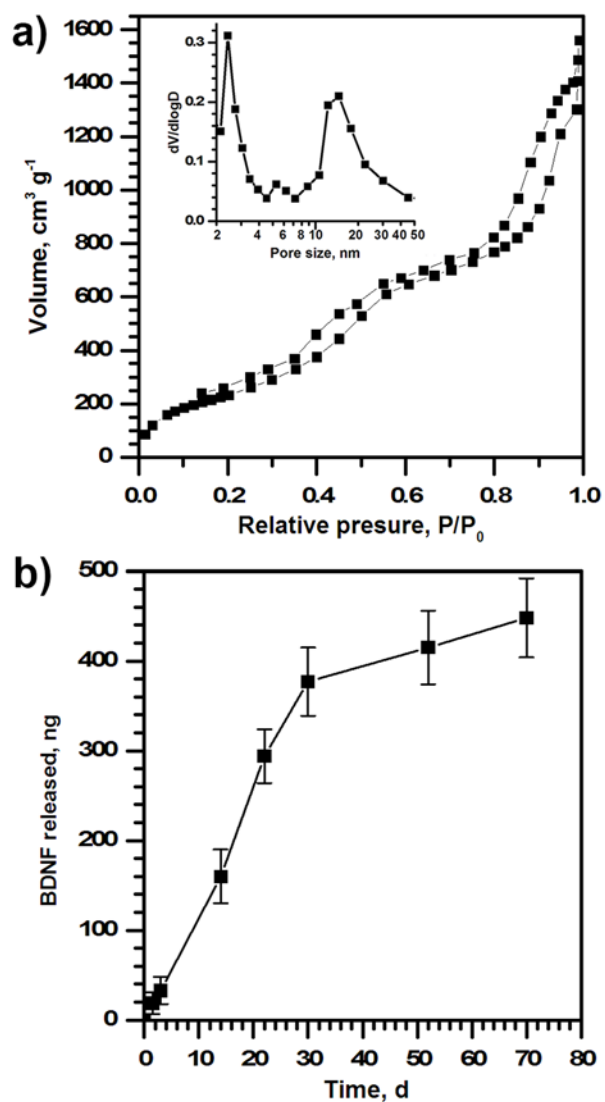 a)
1600
1400
1200
1000
800
600
400
200
0
Volume, cm³ g⁻¹
0.3
0.2
0.1
0.0
dV/dlogD
2 4 6 8 10 20 30 40 50
Pore size, nm
0.0 0.2 0.4 0.6 0.8 1.0
Relative presure, P/P₀
b)
500
400
300
200
100
0
BDNF released, ng
0 10 20 30 40 50 60 70 80
Time, d